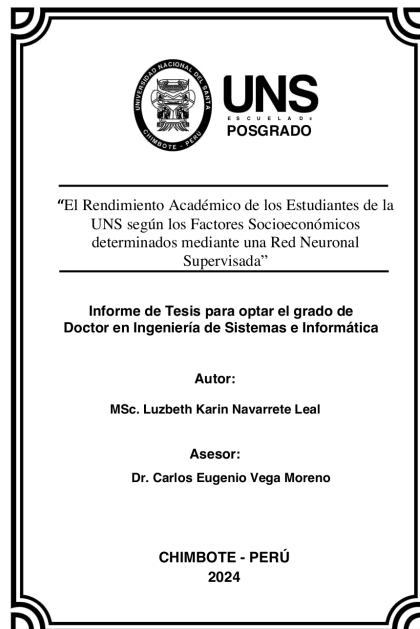 UNIVERSIDAD NACIONAL DEL SANTA
CHIMBOTE - PERU
UNS
ESCUELA De
POSGRADO
“El Rendimiento Académico de los Estudiantes de la
UNS según los Factores Socioeconómicos
determinados mediante una Red Neuronal
Supervisada”
Informe de Tesis para optar el grado de
Doctor en Ingeniería de Sistemas e Informática
Autor:
MSc. Luzbeth Karin Navarrete Leal
Asesor:
Dr. Carlos Eugenio Vega Moreno
CHIMBOTE - PERÚ
2024